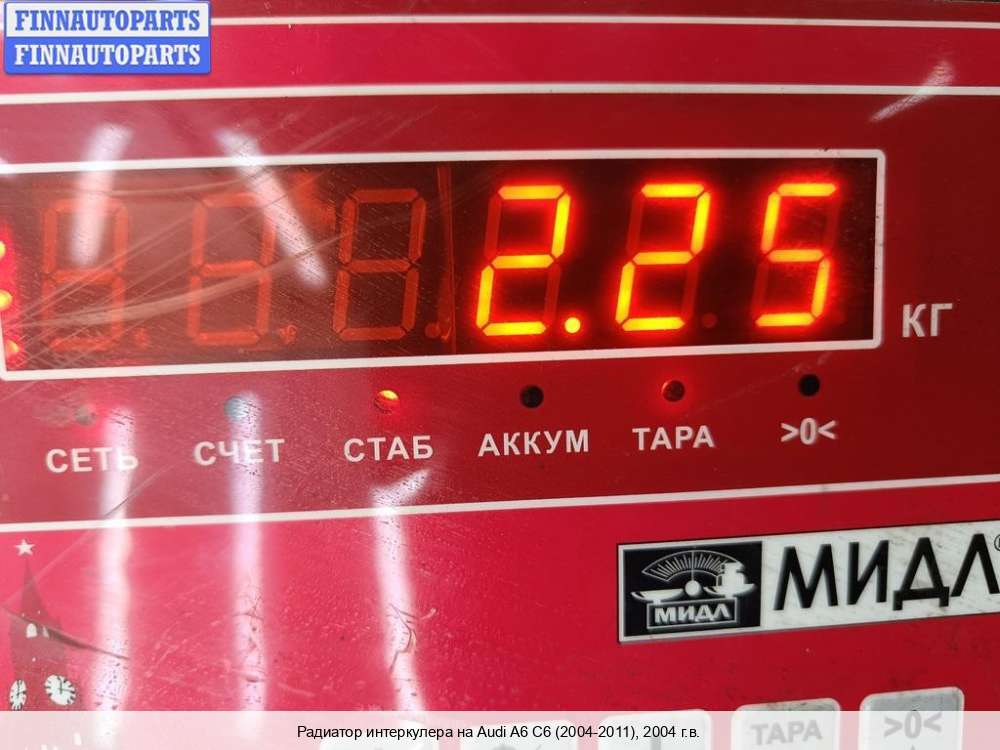 FINNAUTOPARTS
FINNAUTOPARTS
2.25
КГ
СЕТЬ СЧЕТ СТАБ АККУМ ТАРА >0<
МИДЛ МИДЛ®
ТАРА >0<
Радиатор интеркулера на Audi A6 C6 (2004-2011), 2004 г.в.